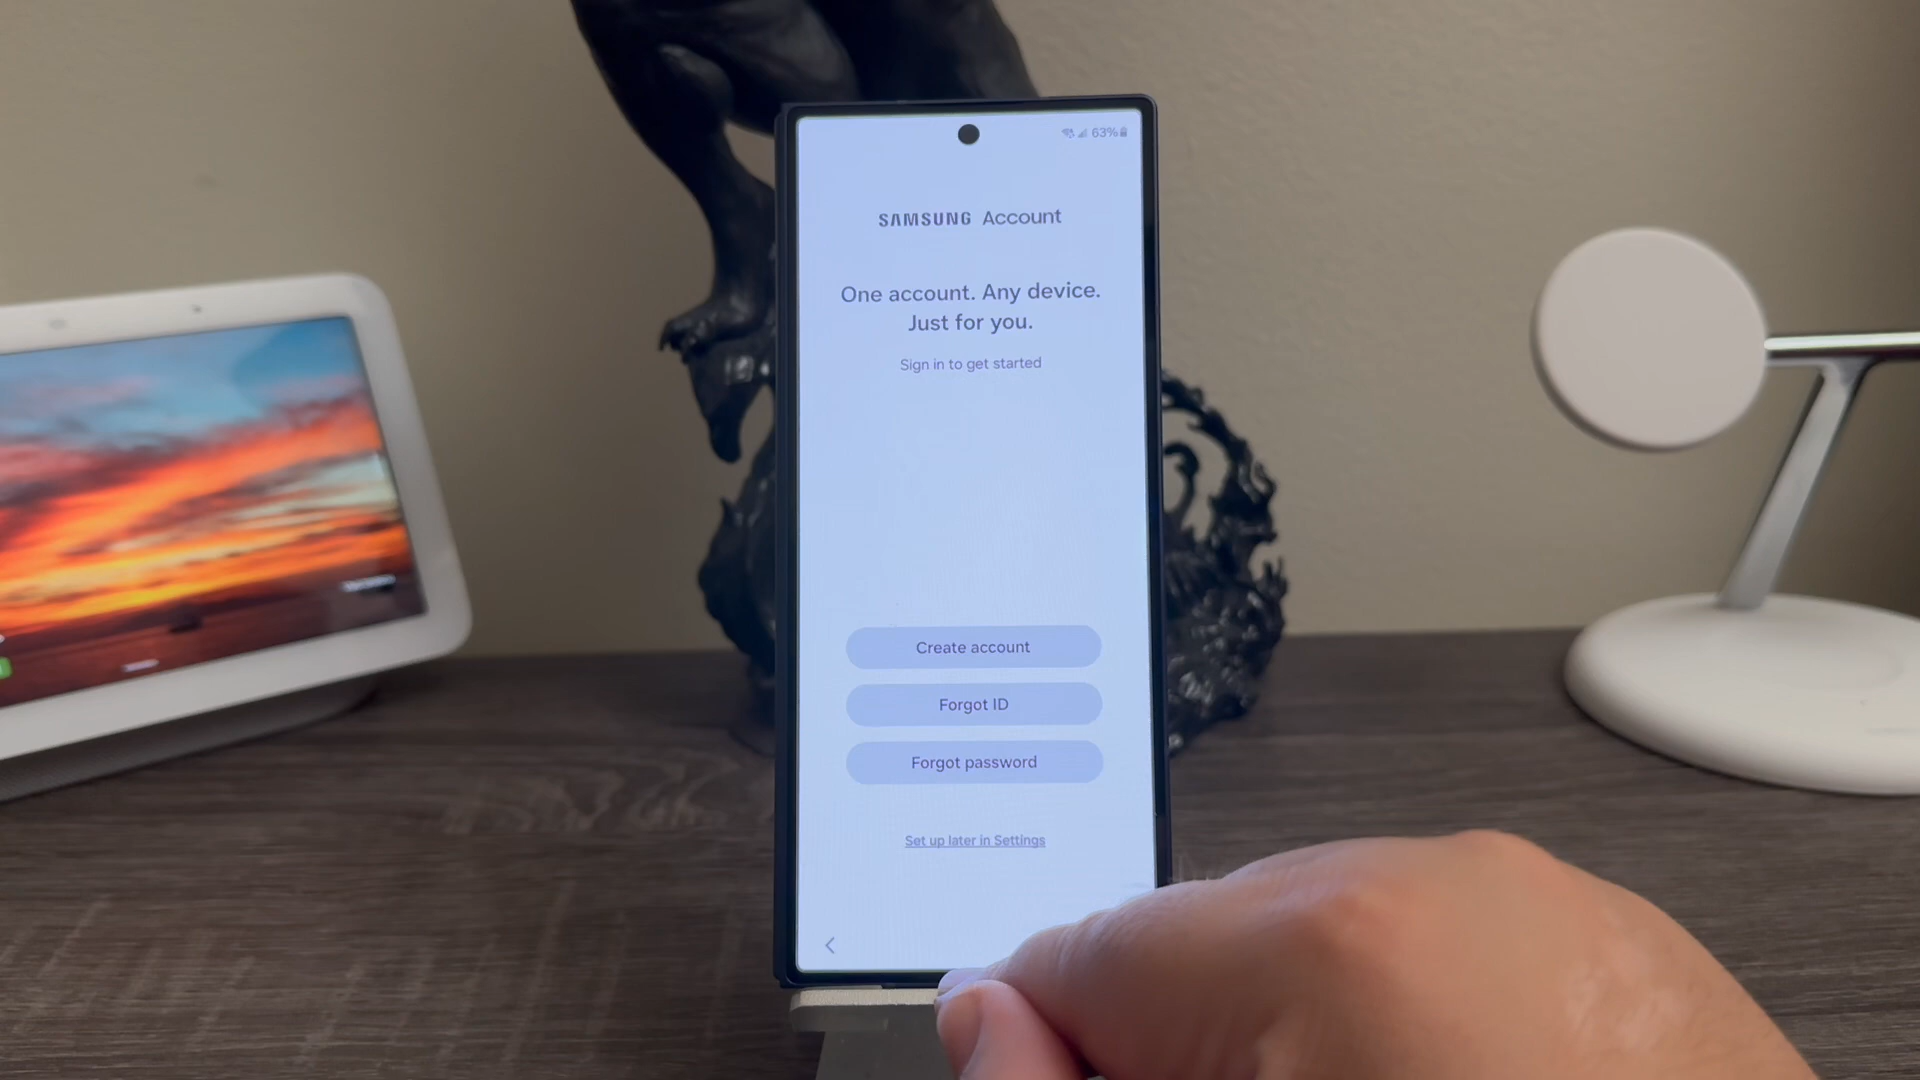 63%
SAMSUNG Account
One account. Any device.
Just for you.
Sign in to get started
Create account
Forgot ID
Forgot password
Set up later in Settings